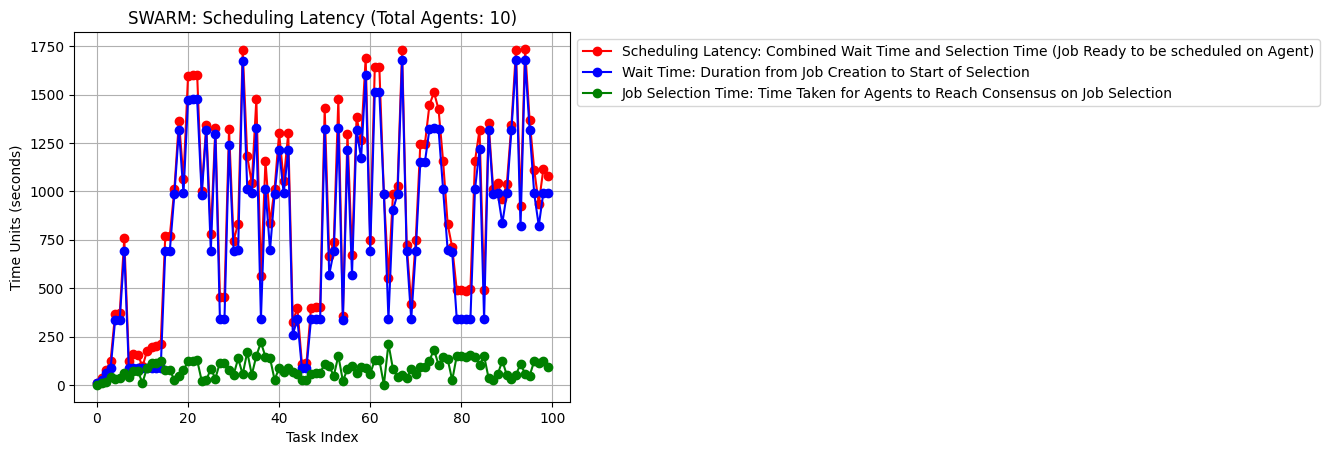 SWARM: Scheduling Latency (Total Agents: 10)
Scheduling Latency: Combined Wait Time and Selection Time (Job Ready to be scheduled on Agent)
Wait Time: Duration from Job Creation to Start of Selection
Job Selection Time: Time Taken for Agents to Reach Consensus on Job Selection
Time Units (seconds)
1750
1500
1250
1000
750
500
250
0
0 20 40 60 80 100
Task Index